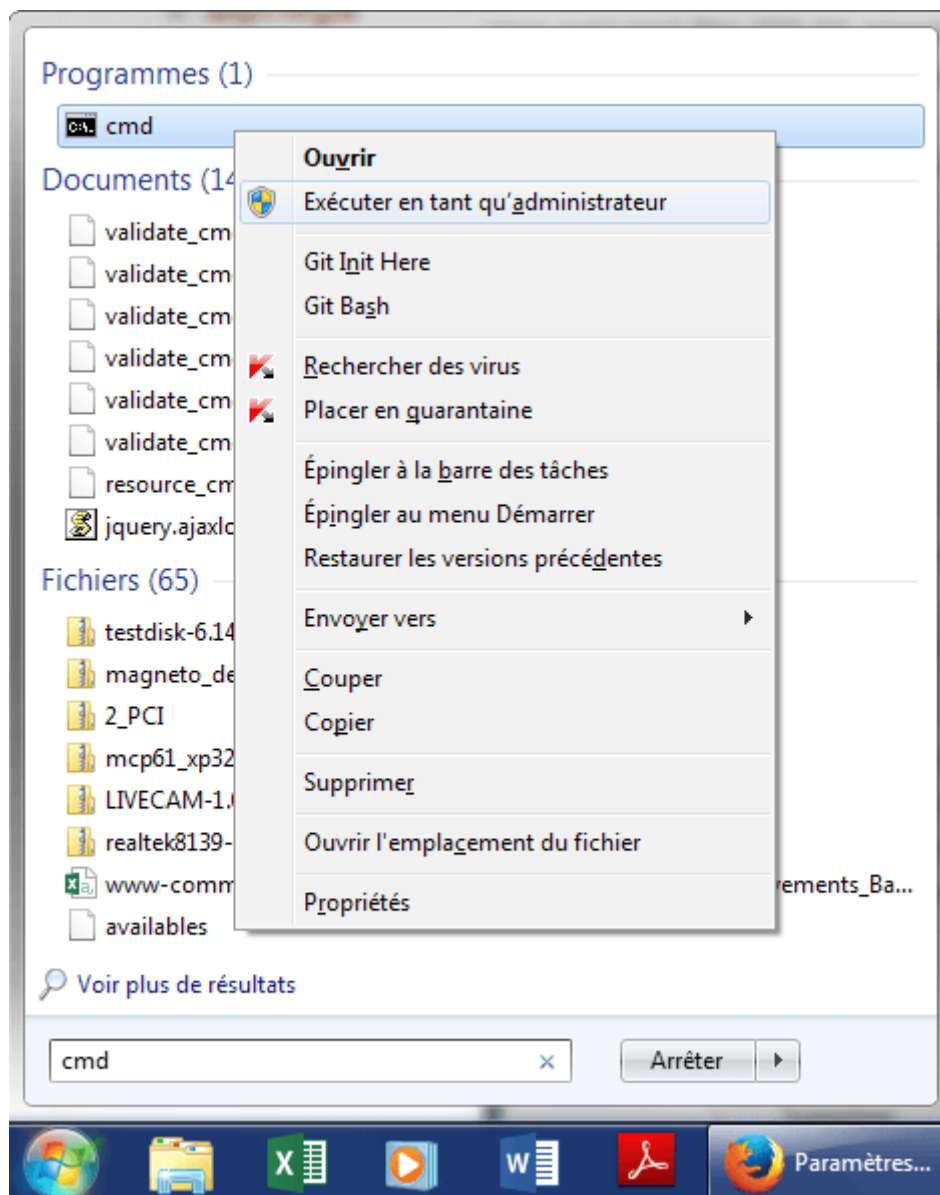 Programmes (1)
cmd
Ouvrir
Documents (14
Exécuter en tant qu'administrateur
validate_cm
Git Init Here
validate_cm
Git Bash
validate_cm
validate_cm
Rechercher des virus
validate_cm
Placer en quarantaine
validate_cm
Épingler à la barre des tâches
resource_cm
Épingler au menu Démarrer
jquery.ajaxlo
Restaurer les versions précédentes
Fichiers (65)
Envoyer vers
testdisk-6.14
magneto_de
Couper
2_PCI
Copier
mcp61_xp32
Supprimer
LIVECAM-1.
realtek8139-
Ouvrir l'emplacement du fichier
www-comm
ements_Ba...
Propriétés
availables
Voir plus de résultats
cmd
Arrêter
Paramètres...